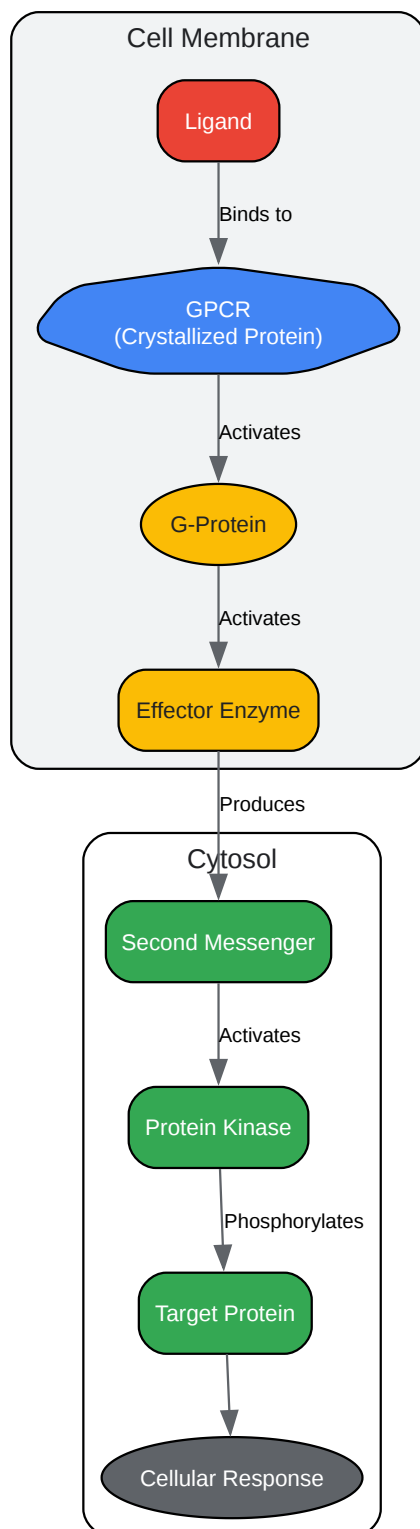 Cell Membrane
Ligand
Binds to
GPCR
(Crystallized Protein)
Activates
G-Protein
Activates
Effector Enzyme
Produces
Cytosol
Second Messenger
Activates
Protein Kinase
Phosphorylates
Target Protein
Cellular Response